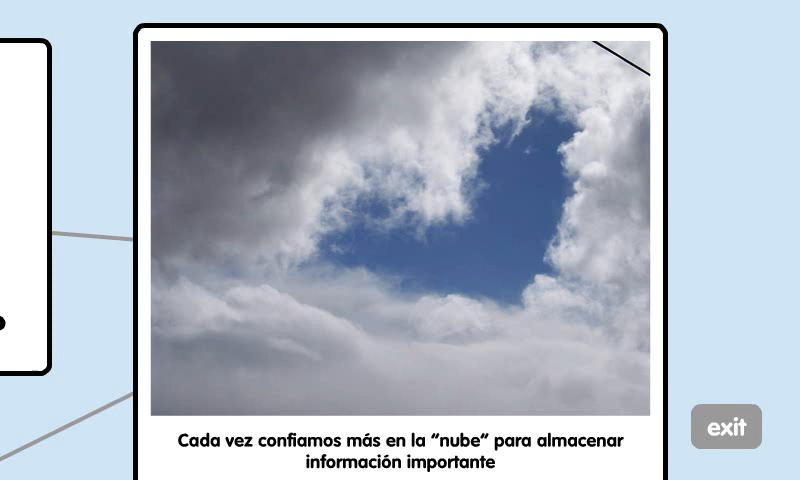 Cada vez confiamos más en la “nube“ para almacenar
información importante
exit